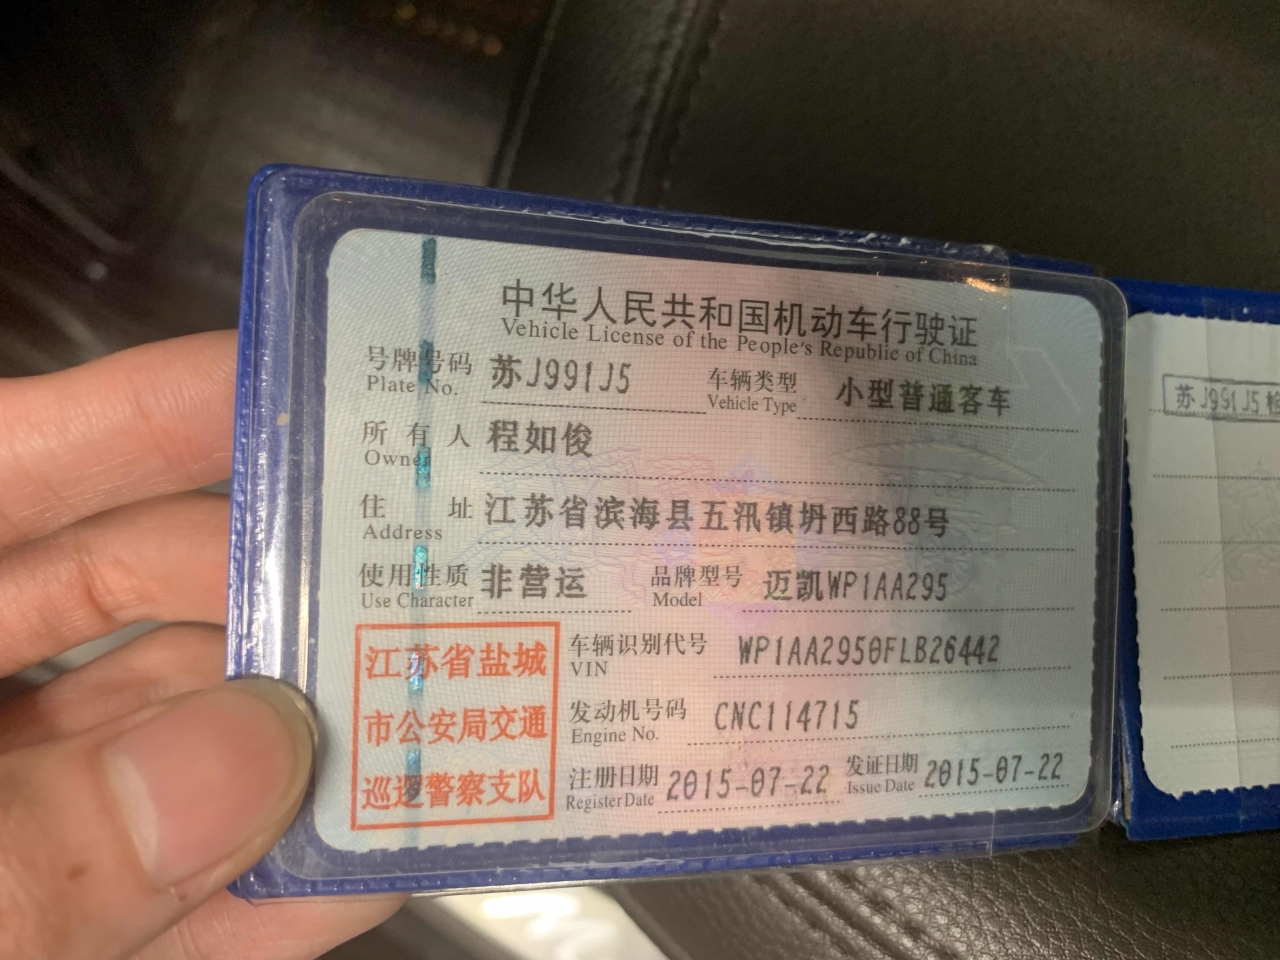 中华人民共和国机动车行驶证
Vehicle License of the People's Republic of China
号牌号码 苏J991J5 车辆类型 小型普通客车
Plate No. Vehicle Type
所有人 程如俊
Owner
住址 江苏省滨海县五汛镇坍西路88号
Address
使用性质 非营运 品牌型号 迈凯WP1AA295
Use Character Model
江苏省盐城
市公安局交通
巡逻警察支队
车辆识别代号 WP1AA2950FLB26442
VIN
发动机号码 CNC114715
Engine No.
注册日期 2015-07-22 发证日期 2015-07-22
Register Date Issue Date
苏J991J5